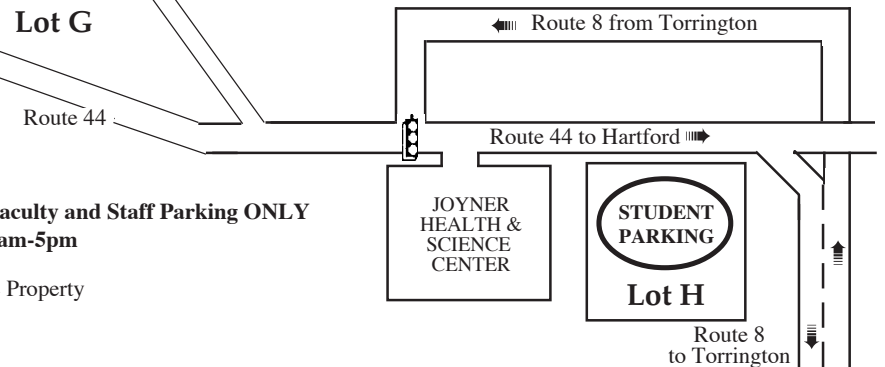 Lot G
Route 8 from Torrington
Route 44
Route 44 to Hartford
aculty and Staff Parking ONLY
am-5pm
Property
JOYNER
HEALTH &
SCIENCE
CENTER
STUDENT
PARKING
Lot H
Route 8
to Torrington